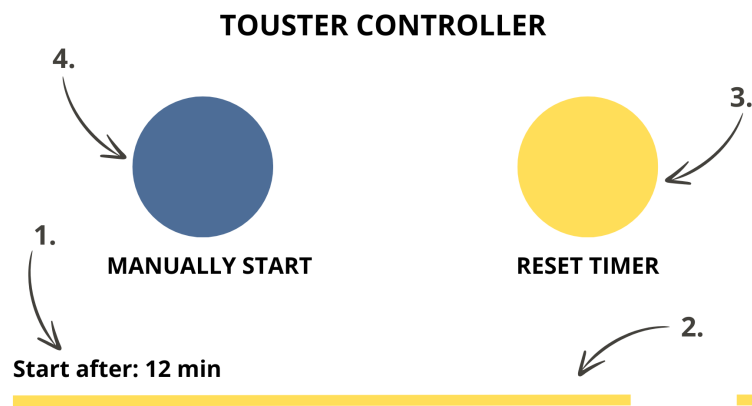 TOUSTER CONTROLLER
4.
3.
1.
MANUALLY START
RESET TIMER
2.
Start after: 12 min